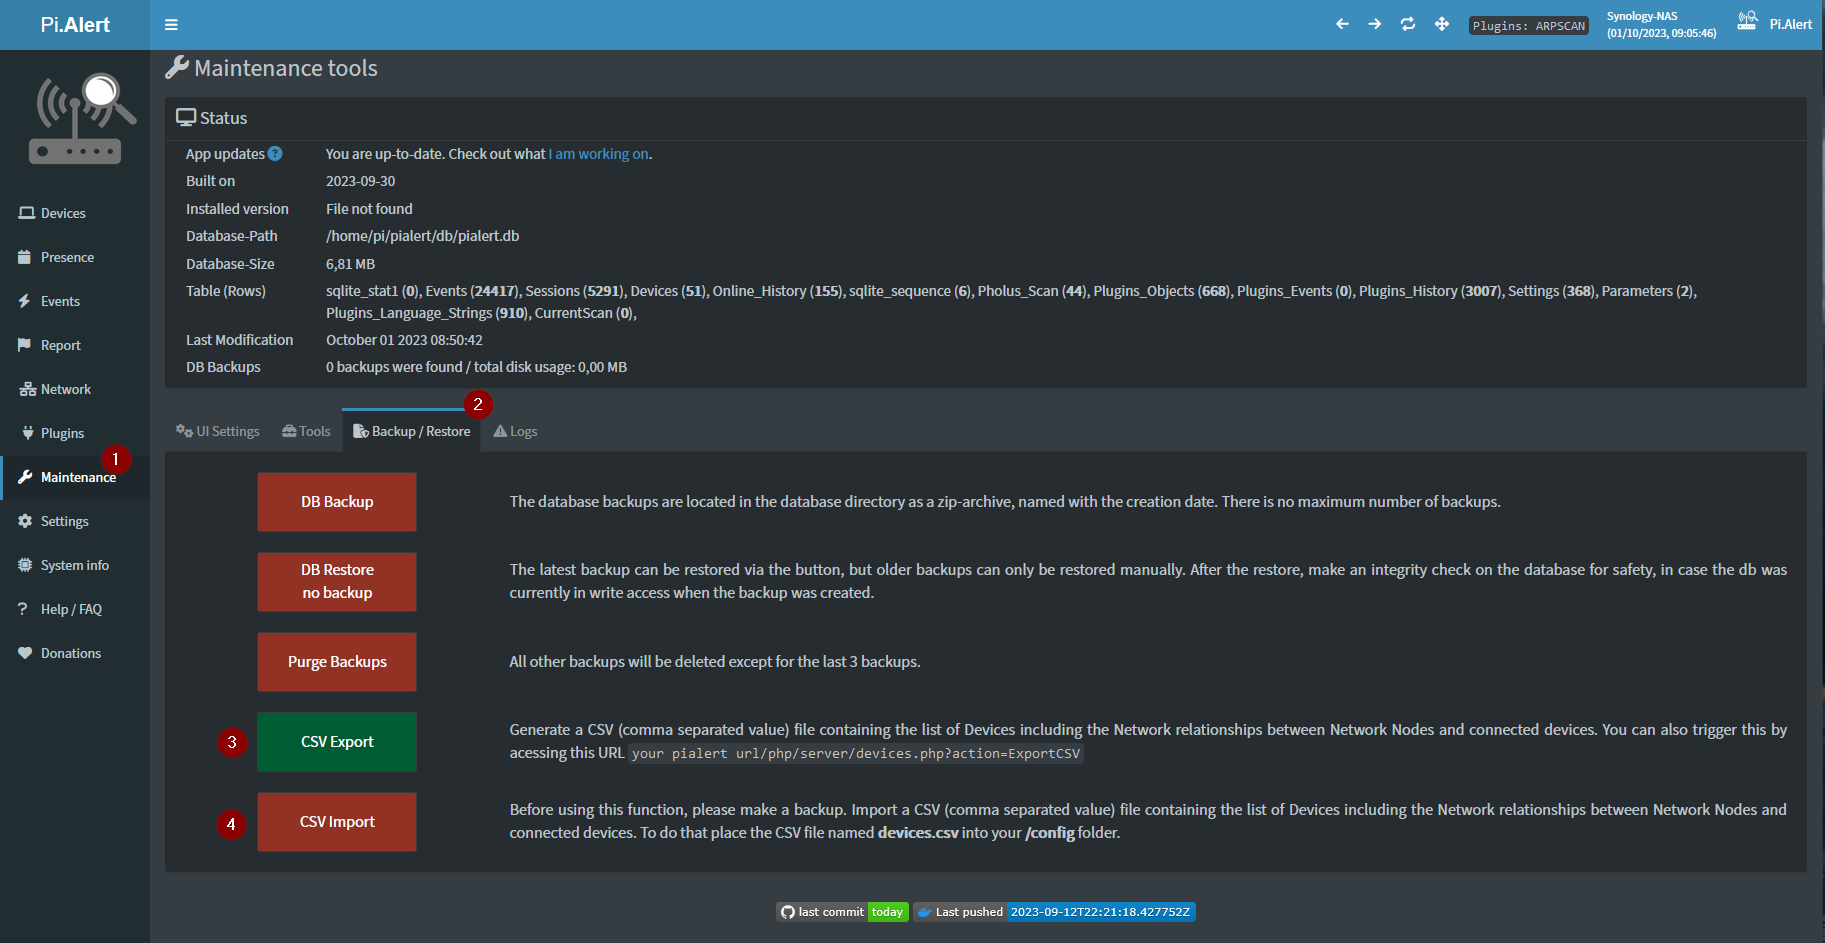 Pi.Alert
Plugins: ARPSCAN
Synology-NAS
(01/10/2023, 09:05:46)
Pi.Alert
Maintenance tools
Devices
Presence
Events
Report
Network
Plugins
1
Maintenance
Settings
System info
? Help / FAQ
Donations
Status
App updates ? You are up-to-date. Check out what I am working on.
Built on 2023-09-30
Installed version File not found
Database-Path /home/pi/pialert/db/pialert.db
Database-Size 6,81 MB
Table (Rows) sqlite_stat1 (0), Events (24417), Sessions (5291), Devices (51), Online_History (155), sqlite_sequence (6), Pholus_Scan (44), Plugins_Objects (668), Plugins_Events (0), Plugins_History (3007), Settings (368), Parameters (2),
Plugins_Language_Strings (910), CurrentScan (0),
Last Modification October 01 2023 08:50:42
DB Backups 0 backups were found / total disk usage: 0,00 MB
2
UI Settings Tools Backup / Restore Logs
DB Backup
The database backups are located in the database directory as a zip-archive, named with the creation date. There is no maximum number of backups.
DB Restore
no backup
The latest backup can be restored via the button, but older backups can only be restored manually. After the restore, make an integrity check on the database for safety, in case the db was
currently in write access when the backup was created.
Purge Backups
All other backups will be deleted except for the last 3 backups.
3
CSV Export
Generate a CSV (comma separated value) file containing the list of Devices including the Network relationships between Network Nodes and connected devices. You can also trigger this by
acessing this URL your pialert url/php/server/devices.php?action=ExportCSV
4
CSV Import
Before using this function, please make a backup. Import a CSV (comma separated value) file containing the list of Devices including the Network relationships between Network Nodes and
connected devices. To do that place the CSV file named devices.csv into your /config folder.
last commit today Last pushed 2023-09-12T22:21:18.427752Z